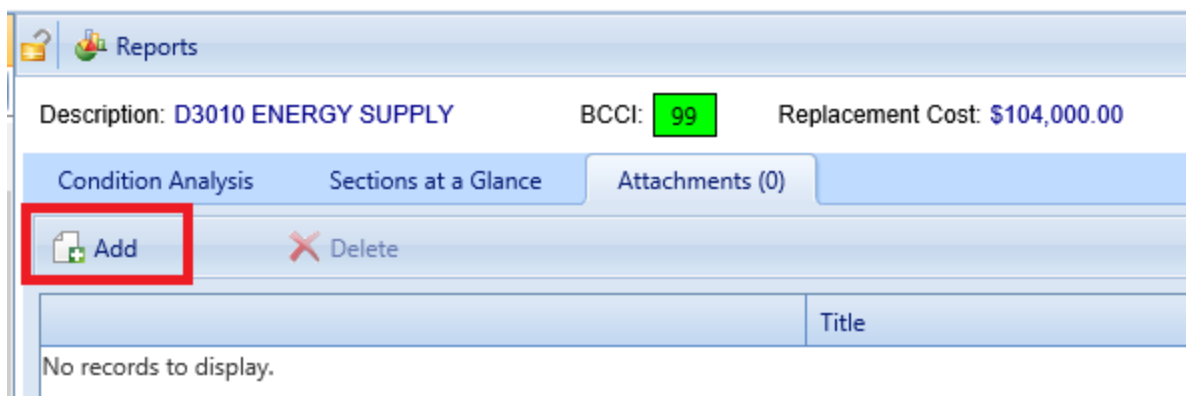 Reports
Description: D3010 ENERGY SUPPLY BCCI: 99 Replacement Cost: $104,000.00
Condition Analysis Sections at a Glance Attachments (0)
Add Delete
Title
No records to display.